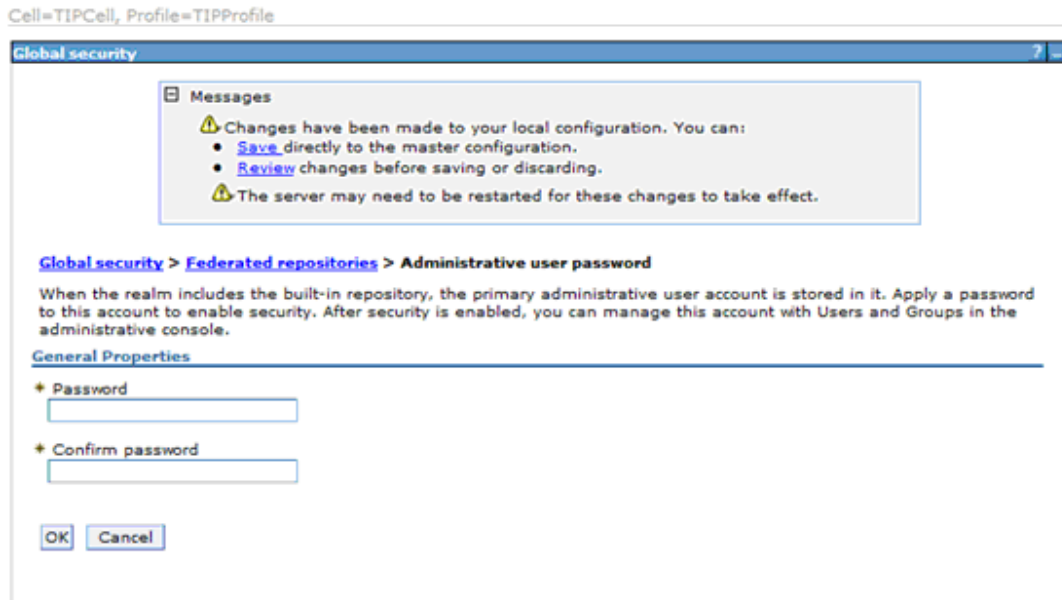 Cell=TIPCell, Profile=TIPProfile
Global security ? _
Messages
Changes have been made to your local configuration. You can:
• Save directly to the master configuration.
• Review changes before saving or discarding.
The server may need to be restarted for these changes to take effect.
Global security > Federated repositories > Administrative user password
When the realm includes the built-in repository, the primary administrative user account is stored in it. Apply a password
to this account to enable security. After security is enabled, you can manage this account with Users and Groups in the
administrative console.
General Properties
* Password
* Confirm password
OK Cancel